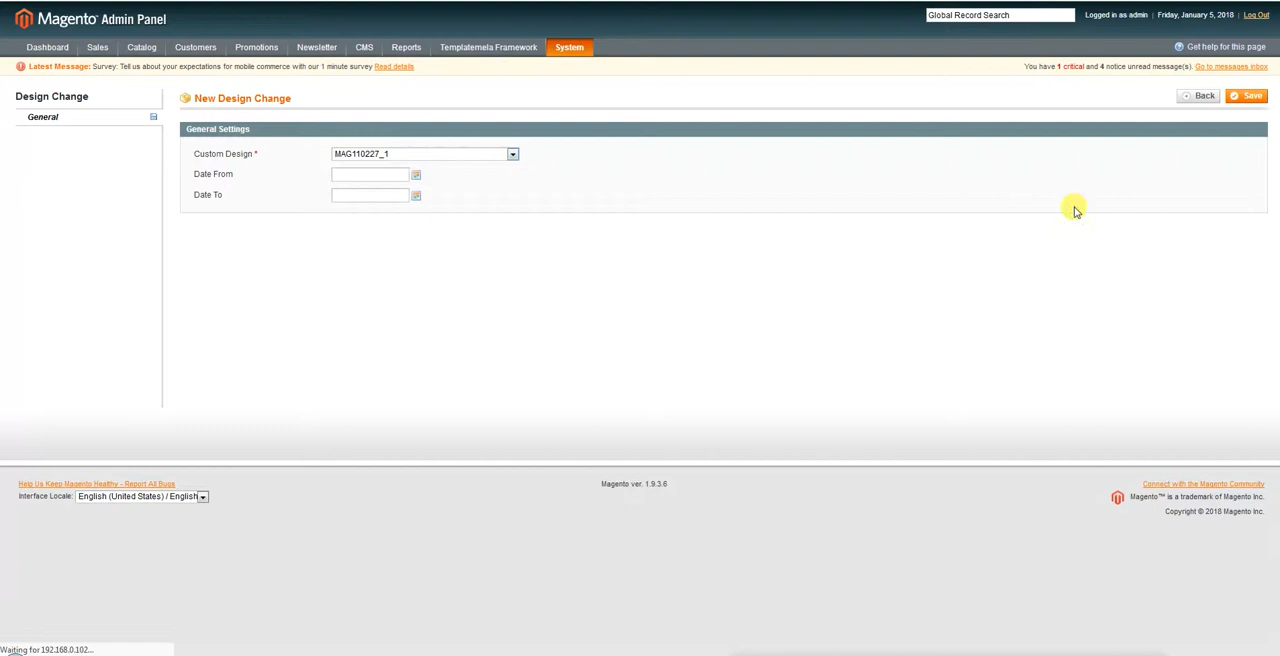 Magento Admin Panel
Global Record Search
Logged in as admin | Friday, January 5, 2018 | Log Out
Dashboard Sales Catalog Customers Promotions Newsletter CMS Reports Templatemela Framework System
Get help for this page
Latest Message: Survey: Tell us about your expectations for mobile commerce with our 1 minute survey Read details
You have 1 critical and 4 notice unread message(s). Go to messages inbox
Design Change
General
New Design Change
Back Save
General Settings
Custom Design *
MAG110227_1
Date From
Date To
Help Us Keep Magento Healthy - Report All Bugs
Interface Locale: English (United States) / English
Magento ver. 1.9.3.6
Connect with the Magento Community
Magento™ is a trademark of Magento Inc.
Copyright © 2018 Magento Inc.
Waiting for 192.168.0.102...